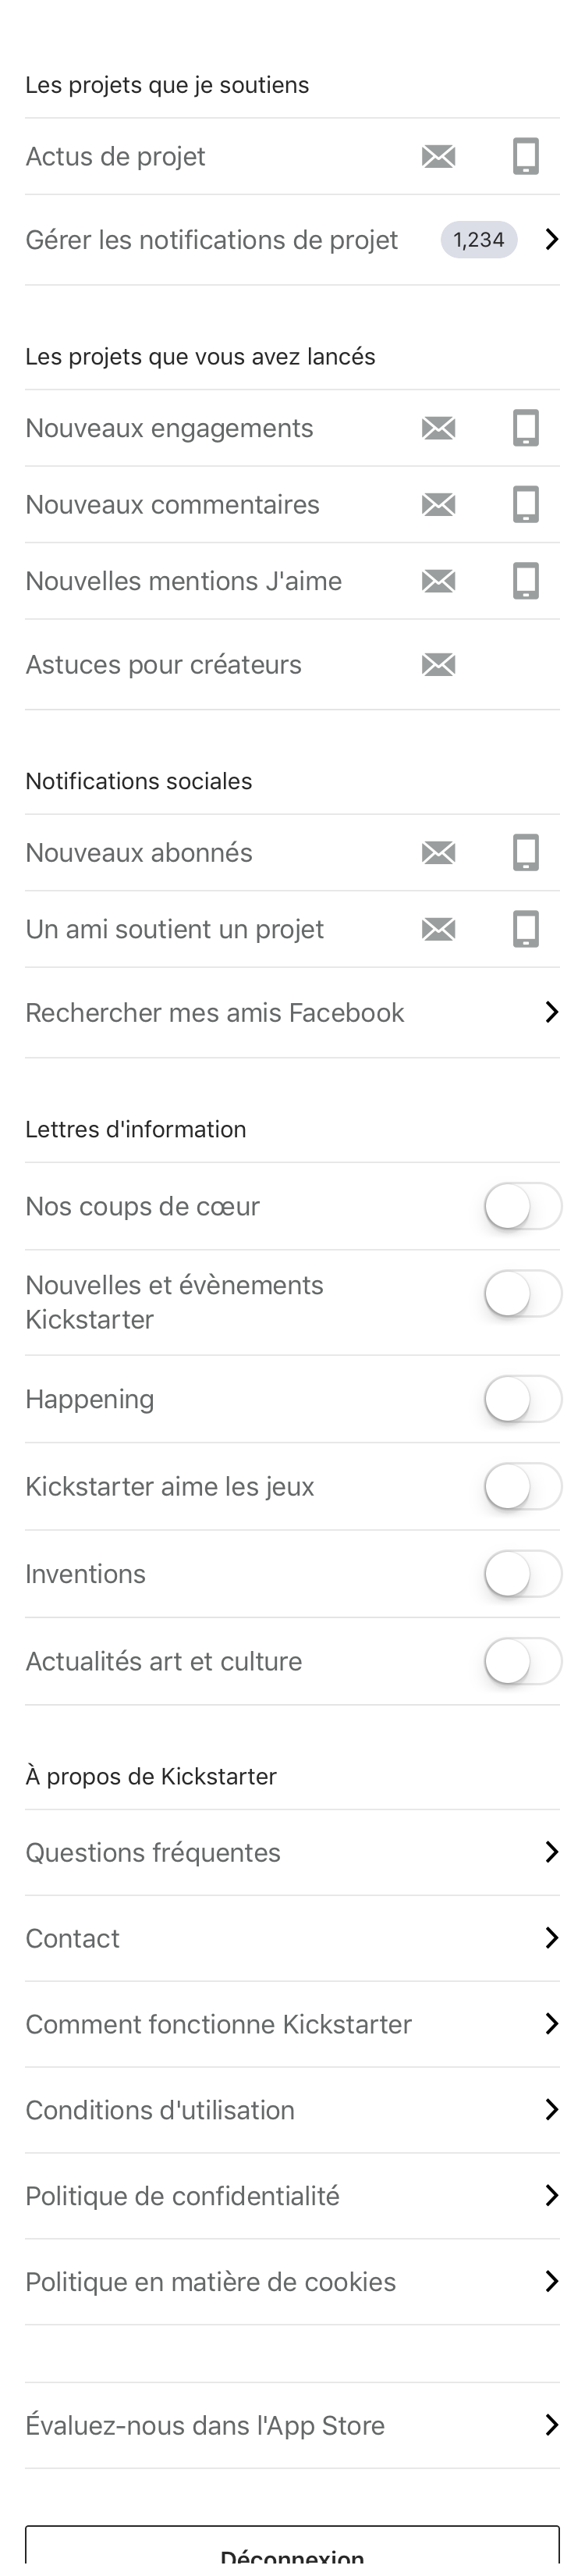 Les projets que je soutiens
Actus de projet
Gérer les notifications de projet 1,234
Les projets que vous avez lancés
Nouveaux engagements
Nouveaux commentaires
Nouvelles mentions J'aime
Astuces pour créateurs
Notifications sociales
Nouveaux abonnés
Un ami soutient un projet
Rechercher mes amis Facebook
Lettres d'information
Nos coups de cœur
Nouvelles et évènements
Kickstarter
Happening
Kickstarter aime les jeux
Inventions
Actualités art et culture
À propos de Kickstarter
Questions fréquentes
Contact
Comment fonctionne Kickstarter
Conditions d'utilisation
Politique de confidentialité
Politique en matière de cookies
Évaluez-nous dans l'App Store
Déconnexion